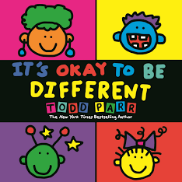 IT'S OKAY TO BE
DIFFERENT
TODD PARR
The New York Times Bestselling Author